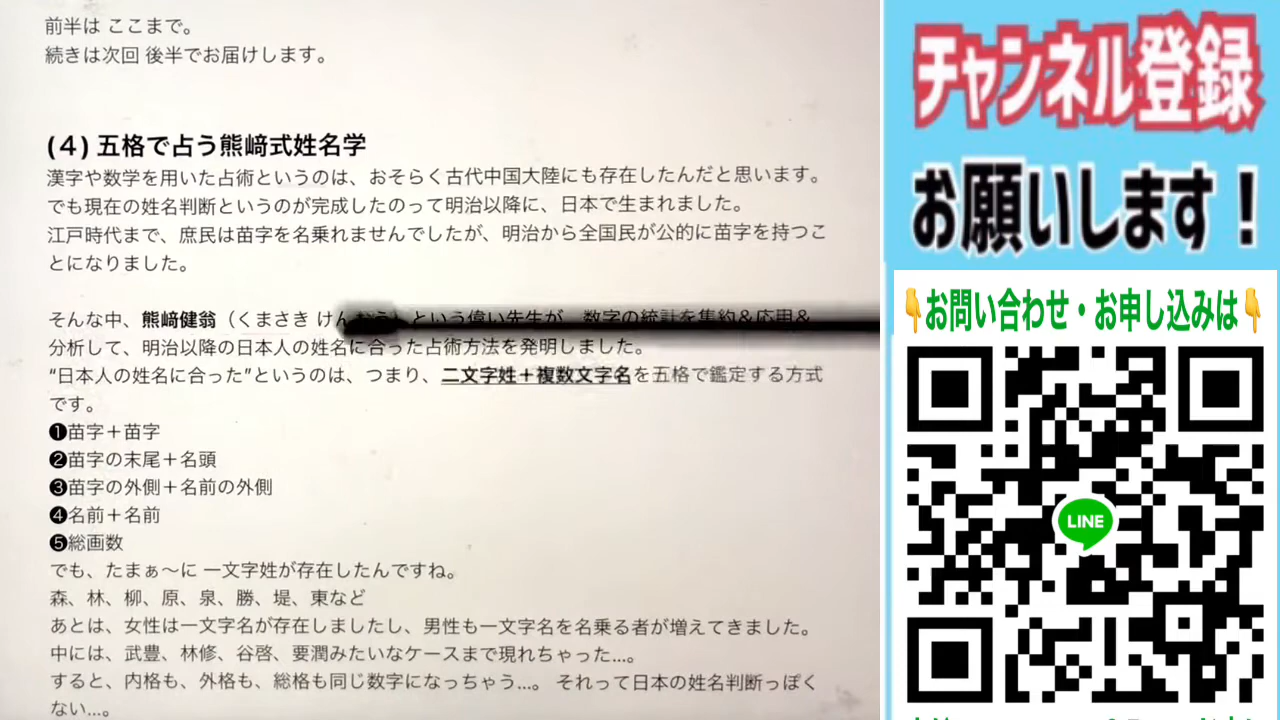 前半は ここまで。
続きは次回 後半でお届けします。
(４) 五格で占う熊﨑式姓名学
漢字や数学を用いた占術というのは、おそらく古代中国大陸にも存在したんだと思います。
でも現在の姓名判断というのが完成したのって明治以降に、日本で生まれました。
江戸時代まで、庶民は苗字を名乗れませんでしたが、明治から全国民が公的に苗字を持つこ
とになりました。
そんな中、熊﨑健翁（くまさき けんおう）という偉い先生が、数字の統計を集約＆応用＆
分析して、明治以降の日本人の姓名に合った占術方法を発明しました。
“日本人の姓名に合った”というのは、つまり、二文字姓＋複数文字名を五格で鑑定する方式
です。
❶苗字＋苗字
❷苗字の末尾＋名頭
❸苗字の外側＋名前の外側
❹名前＋名前
❺総画数
でも、たまぁ〜に 一文字姓が存在したんですね。
森、林、柳、原、泉、勝、堤、東など
あとは、女性は一文字名が存在しましたし、男性も一文字名を名乗る者が増えてきました。
中には、武豊、林修、谷啓、要潤みたいなケースまで現れちゃった…。
すると、内格も、外格も、総格も同じ数字になっちゃう…。 それって日本の姓名判断っぽく
ない…。
チャンネル登録
お願いします！
👇お問い合わせ・お申し込みは👇
LINE